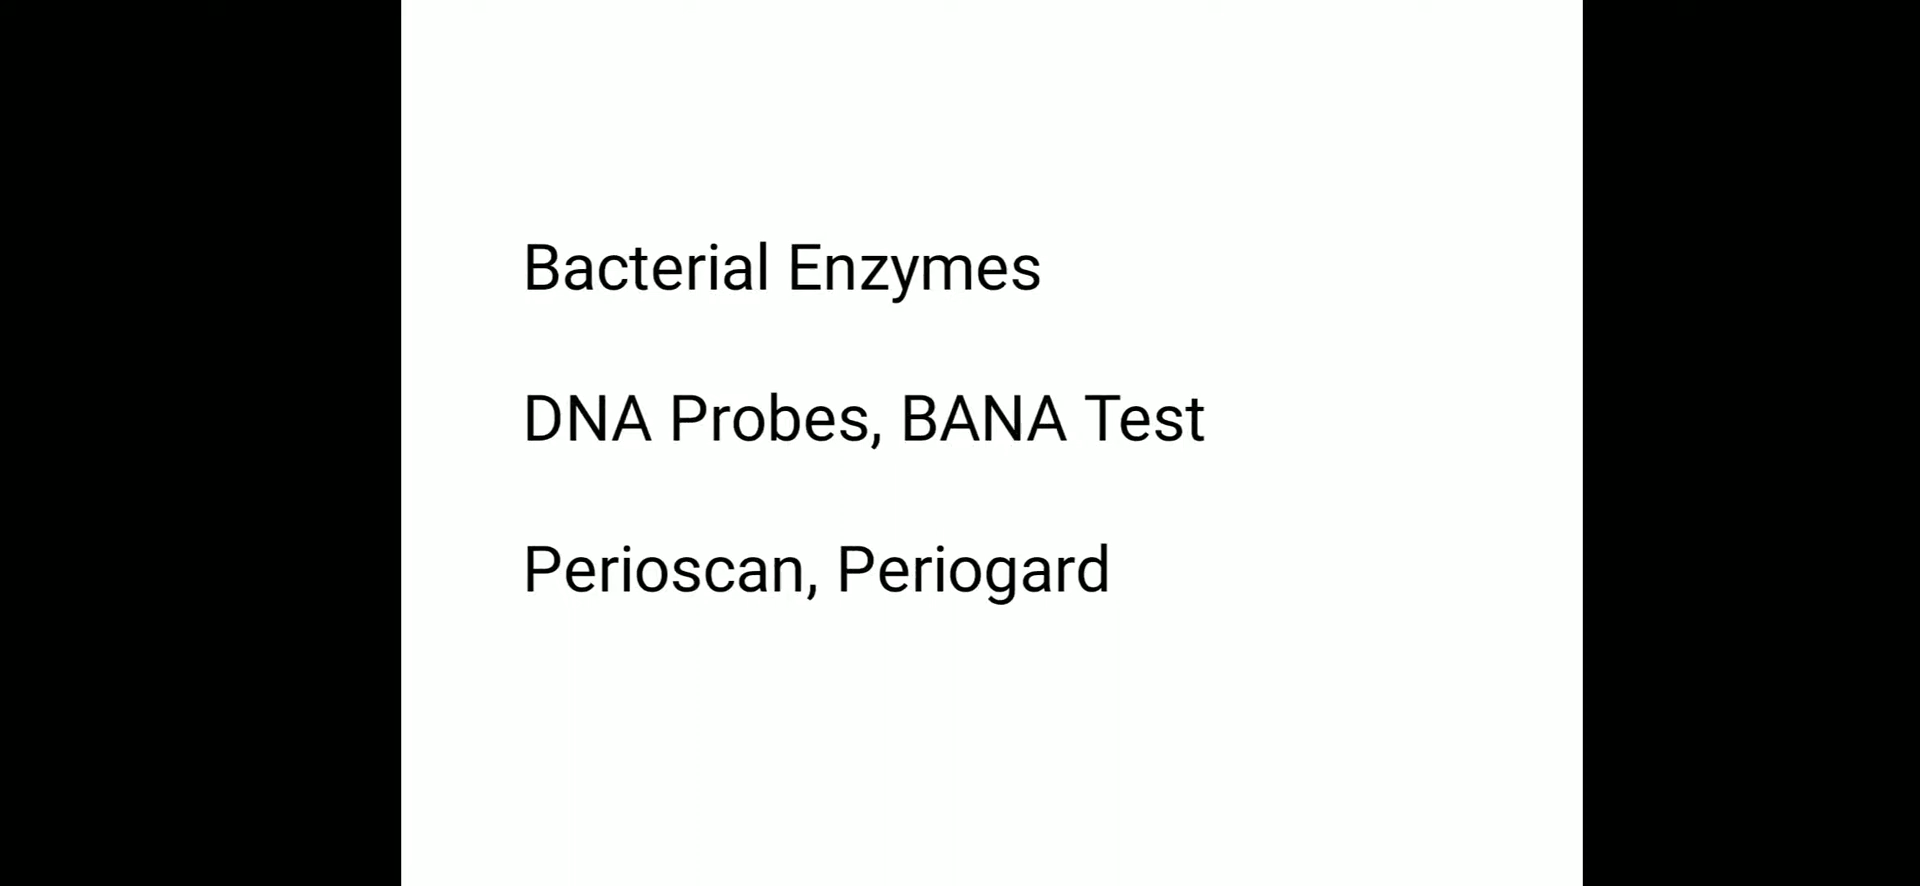 Bacterial Enzymes
DNA Probes, BANA Test
Perioscan, Periogard